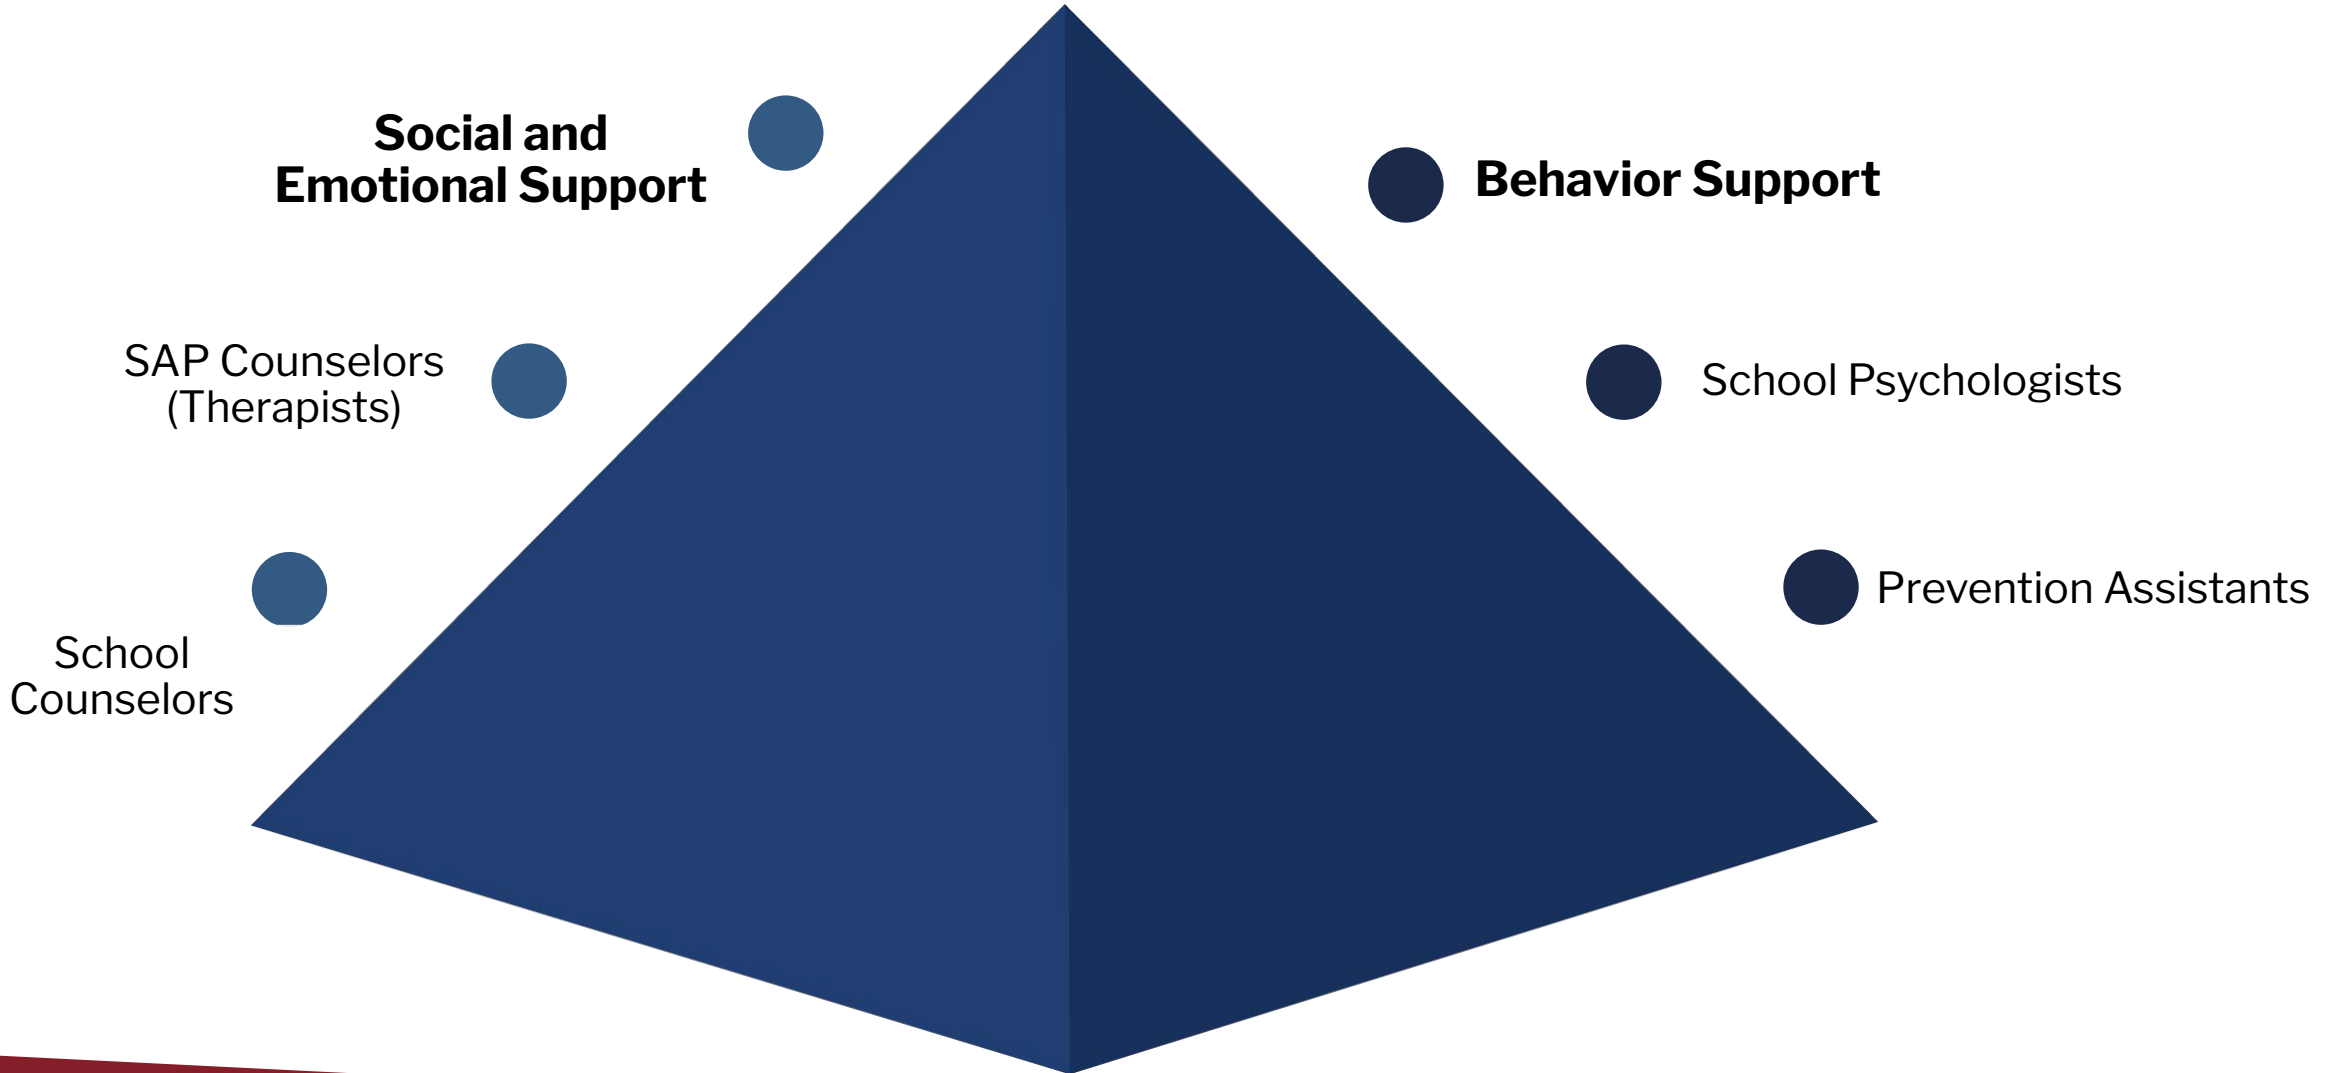 Social and
Emotional Support
SAP Counselors
(Therapists)
School
Counselors
Behavior Support
School Psychologists
Prevention Assistants